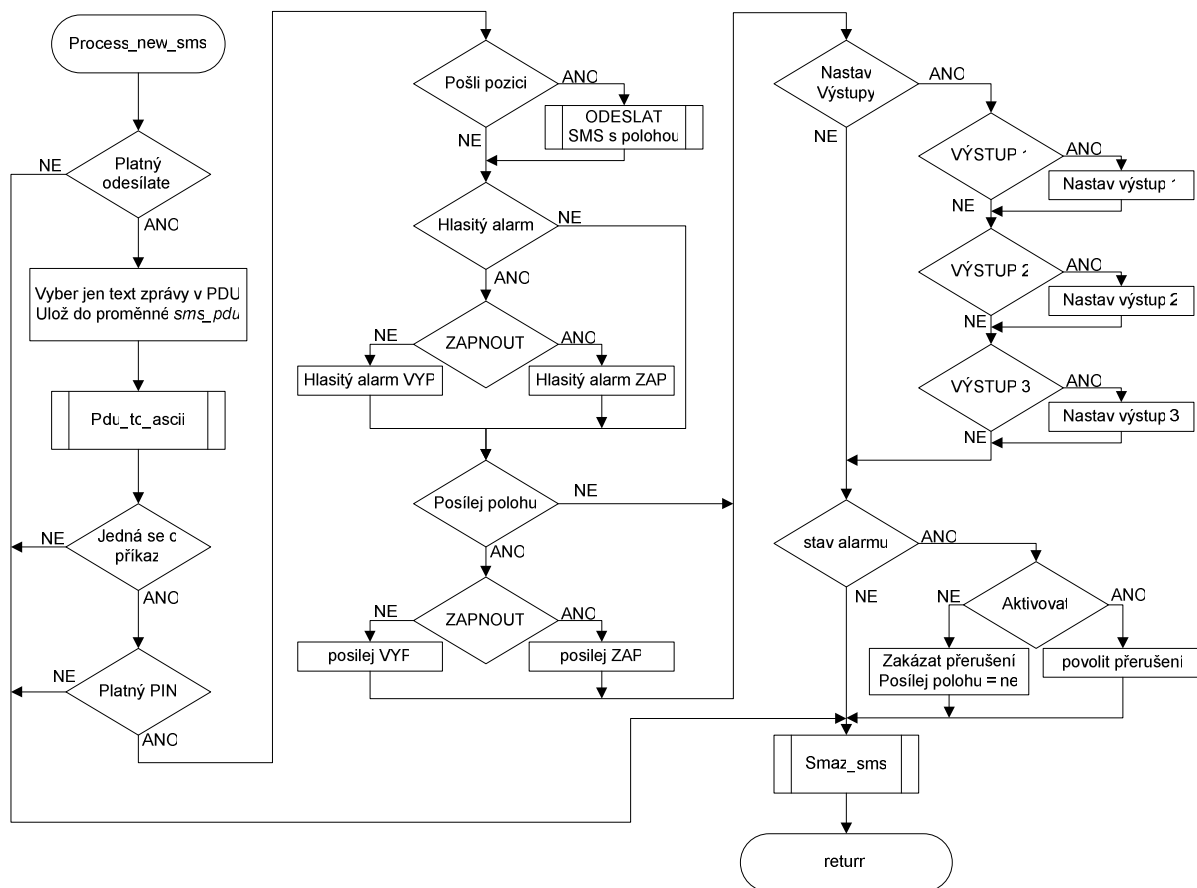 Process_new_sms
NE
Platný
odesílate
ANO
Vyber jen text zprávy v PDU
Ulož do proměnné sms_pdu
Pdu_to_ascii
NE
Jedná se o
příkaz
ANO
NE
Platný PIN
ANO
Pošli pozici
ANO
ODESLAT
SMS s polohou
NE
Hlasitý alarm
NE
ANO
NE
ZAPNOUT
ANO
Hlasitý alarm VYP
Hlasitý alarm ZAP
Posílej polohu
NE
ANO
NE
ZAPNOUT
ANO
posilej VYP
posilej ZAP
Nastav
Výstupy
ANO
NE
VÝSTUP 1
ANO
Nastav výstup 1
NE
VÝSTUP 2
ANO
Nastav výstup 2
NE
VÝSTUP 3
ANO
Nastav výstup 3
NE
stav alarmu
ANO
NE
NE
Aktivovat
ANO
Zakázat přerušení
Posílej polohu = ne
povolit přerušení
Smaz_sms
return